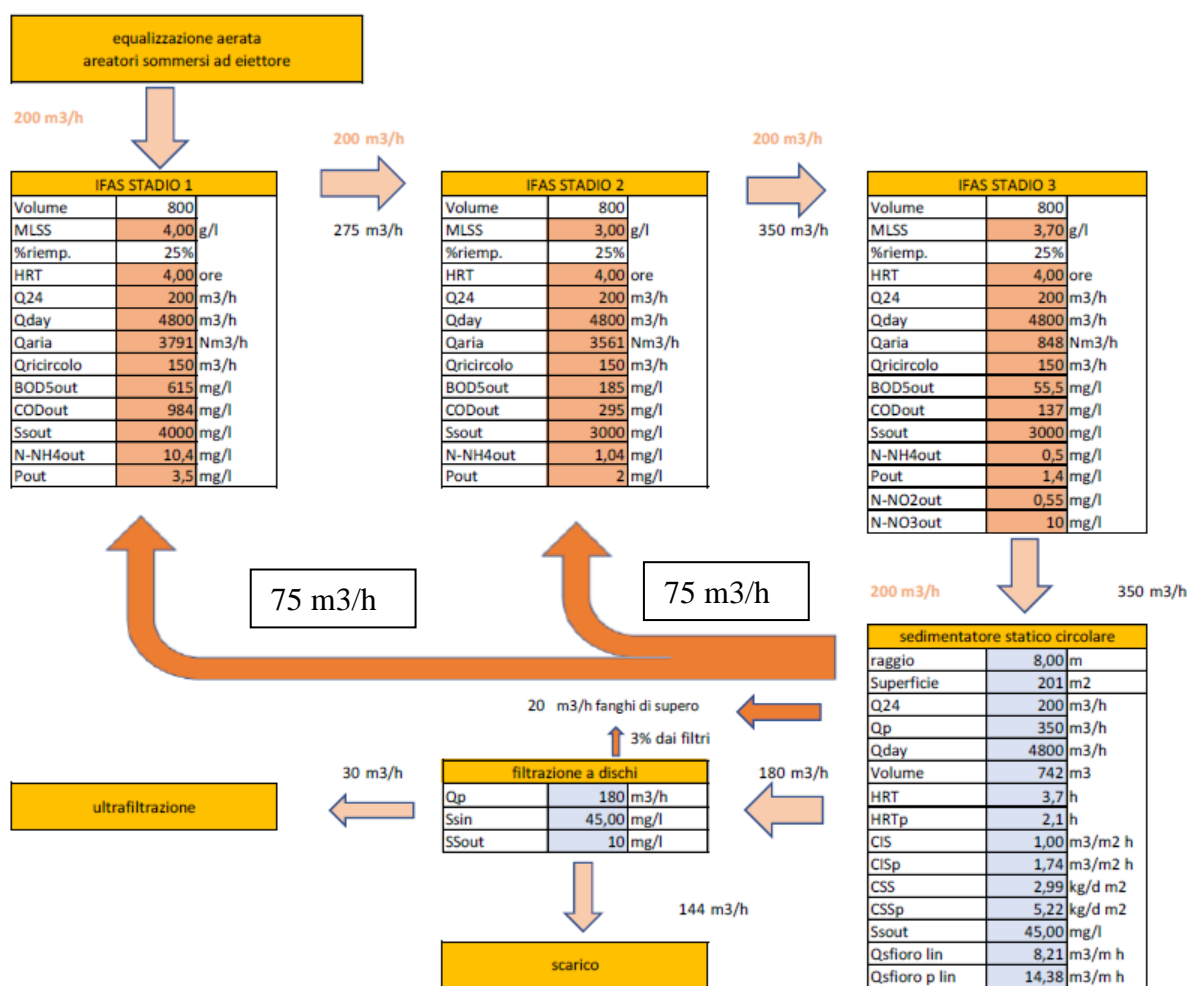 equalizzazione aerata
areatori sommersi ad eiettore
200 m3/h
200 m3/h
200 m3/h
275 m3/h
350 m3/h
IFAS STADIO 1
Volume 800
MLSS 4,00 g/l
%riemp. 25%
HRT 4,00 ore
Q24 200 m3/h
Qday 4800 m3/h
Qaria 3791 Nm3/h
Qricircolo 150 m3/h
BOD5out 615 mg/l
CODout 984 mg/l
Ssout 4000 mg/l
N-NH4out 10,4 mg/l
Pout 3,5 mg/l
IFAS STADIO 2
Volume 800
MLSS 3,00 g/l
%riemp. 25%
HRT 4,00 ore
Q24 200 m3/h
Qday 4800 m3/h
Qaria 3561 Nm3/h
Qricircolo 150 m3/h
BOD5out 185 mg/l
CODout 295 mg/l
Ssout 3000 mg/l
N-NH4out 1,04 mg/l
Pout 2 mg/l
IFAS STADIO 3
Volume 800
MLSS 3,70 g/l
%riemp. 25%
HRT 4,00 ore
Q24 200 m3/h
Qday 4800 m3/h
Qaria 848 Nm3/h
Qricircolo 150 m3/h
BOD5out 55,5 mg/l
CODout 137 mg/l
Ssout 3000 mg/l
N-NH4out 0,5 mg/l
Pout 1,4 mg/l
N-NO2out 0,55 mg/l
N-NO3out 10 mg/l
75 m3/h
75 m3/h
200 m3/h
350 m3/h
sedimentatore statico circolare
raggio 8,00 m
Superficie 201 m2
Q24 200 m3/h
Qp 350 m3/h
Qday 4800 m3/h
Volume 742 m3
HRT 3,7 h
HRTp 2,1 h
CIS 1,00 m3/m2 h
CISp 1,74 m3/m2 h
CSS 2,99 kg/d m2
CSSp 5,22 kg/d m2
Ssout 45,00 mg/l
Qsfioro lin 8,21 m3/m h
Qsfioro p lin 14,38 m3/m h
20 m3/h fanghi di supero
3% dai filtri
180 m3/h
filtrazione a dischi
Qp 180 m3/h
Ssin 45,00 mg/l
SSout 10 mg/l
30 m3/h
ultrafiltrazione
144 m3/h
scarico